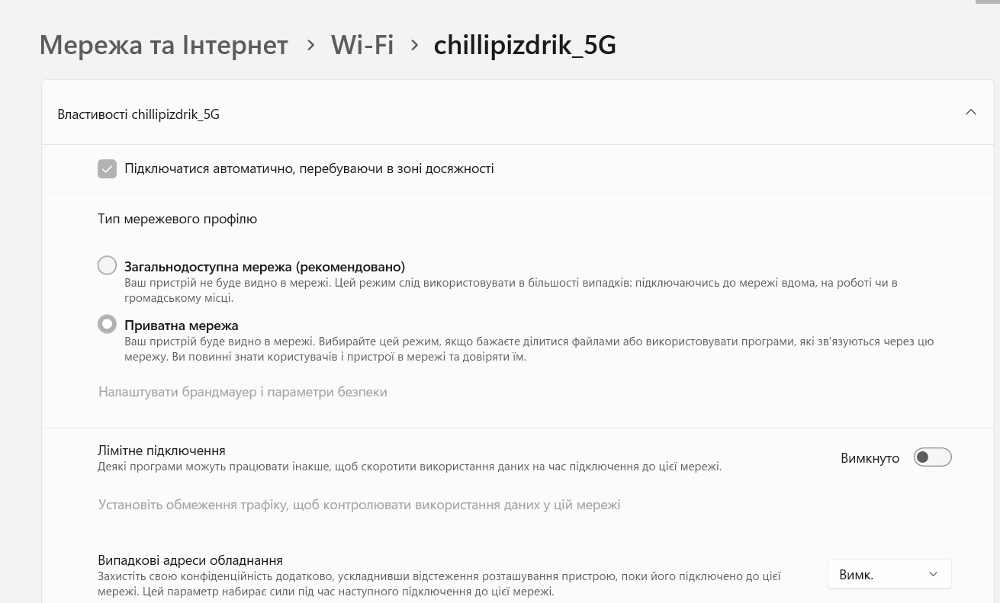 Мережа та Інтернет > Wi-Fi > chillipizdrik_5G
Властивості chillipizdrik_5G
Підключатися автоматично, перебуваючи в зоні досяжності
Тип мережевого профілю
Загальнодоступна мережа (рекомендовано)
Ваш пристрій не буде видно в мережі. Цей режим слід використовувати в більшості випадків: підключаючись до мережі вдома, на роботі чи в
громадському місці.
Приватна мережа
Ваш пристрій буде видно в мережі. Вибирайте цей режим, якщо бажаєте ділитися файлами або використовувати програми, які зв’язуються через цю
мережу. Ви повинні знати користувачів і пристрої в мережі та довіряти їм.
Налаштувати брандмауер і параметри безпеки
Лімітне підключення
Деякі програми можуть працювати інакше, щоб скоротити використання даних на час підключення до цієї мережі.
Вимкнуто
Установіть обмеження трафіку, щоб контролювати використання даних у цій мережі
Випадкові адреси обладнання
Захистіть свою конфіденційність додатково, ускладнивши відстеження розташування пристрою, поки його підключено до цієї
мережі. Цей параметр набирає сили під час наступного підключення до цієї мережі.
Вимк.